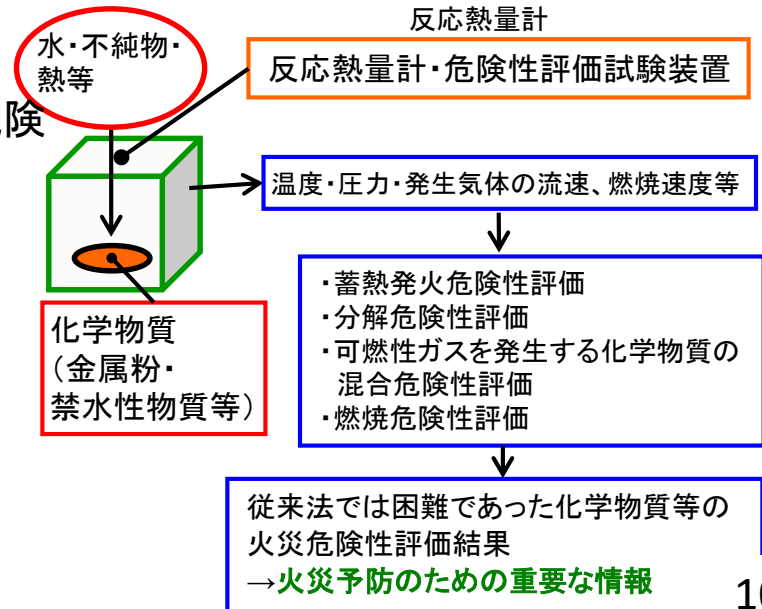 反応熱量計
水・不純物・
熱等
反応熱量計・危険性評価試験装置
険
温度・圧力・発生気体の流速、燃焼速度等
化学物質
(金属粉・
禁水性物質等)
・蓄熱発火危険性評価
・分解危険性評価
・可燃性ガスを発生する化学物質の
混合危険性評価
・燃焼危険性評価
従来法では困難であった化学物質等の
火災危険性評価結果
→火災予防のための重要な情報